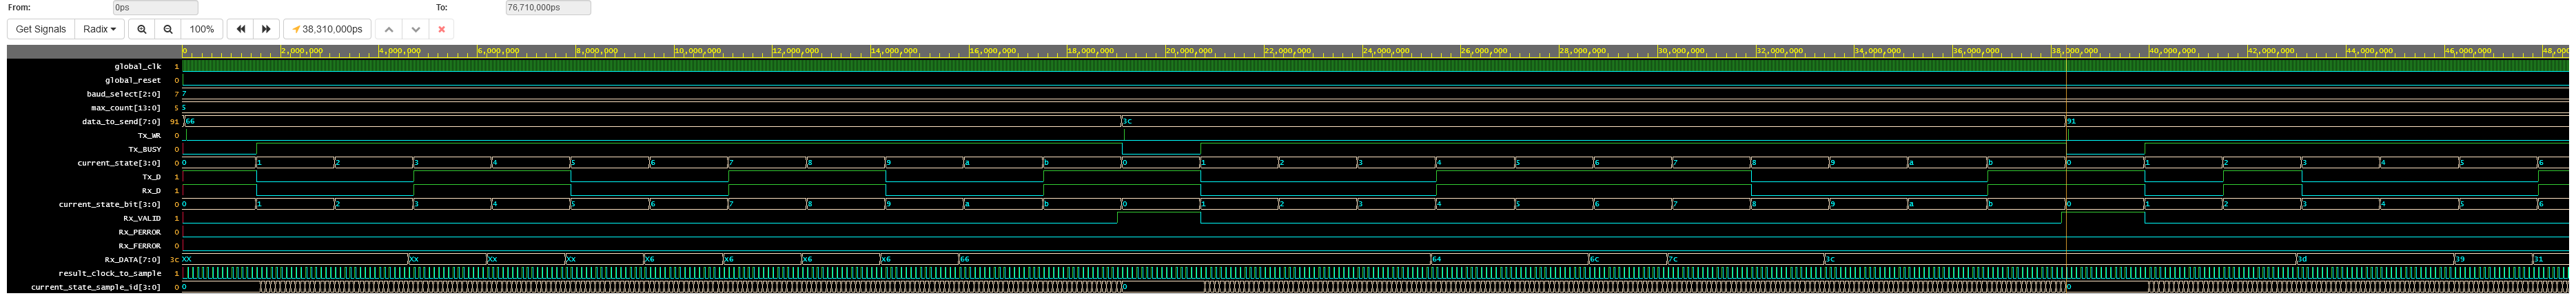 From: 0ps To: 76,710,000ps
Get Signals Radix 100% 38,310,000ps
0 2,000,000 4,000,000 6,000,000 8,000,000 10,000,000 12,000,000 14,000,000 16,000,000 18,000,000 20,000,000 22,000,000 24,000,000 26,000,000 28,000,000 30,000,000 32,000,000 34,000,000 36,000,000 38,000,000 40,000,000 42,000,000 44,000,000 46,000,000 48,000
global_clk 1
global_reset 0
baud_select[2:0] 7 7
max_count[13:0] 5 5
data_to_send[7:0] 91 66 3c 91
Tx_WR 0
Tx_BUSY 0
current_state[3:0] 0 0 1 2 3 4 5 6 7 8 9 a b 0 1 2 3 4 5 6 7 8 9 a b 0 1 2 3 4 5 6
Tx_D 1
Rx_D 1
current_state_bit[3:0] 0 0 1 2 3 4 5 6 7 8 9 a b 0 1 2 3 4 5 6 7 8 9 a b 0 1 2 3 4 5 6
Rx_VALID 1
Rx_PERROR 0
Rx_FERROR 0
Rx_DATA[7:0] 3c XX Xx Xx Xx X6 x6 x6 x6 66 64 6c 7c 3c 3d 39 31
result_clock_to_sample 1
current_state_sample_id[3:0] 0 0 0 0